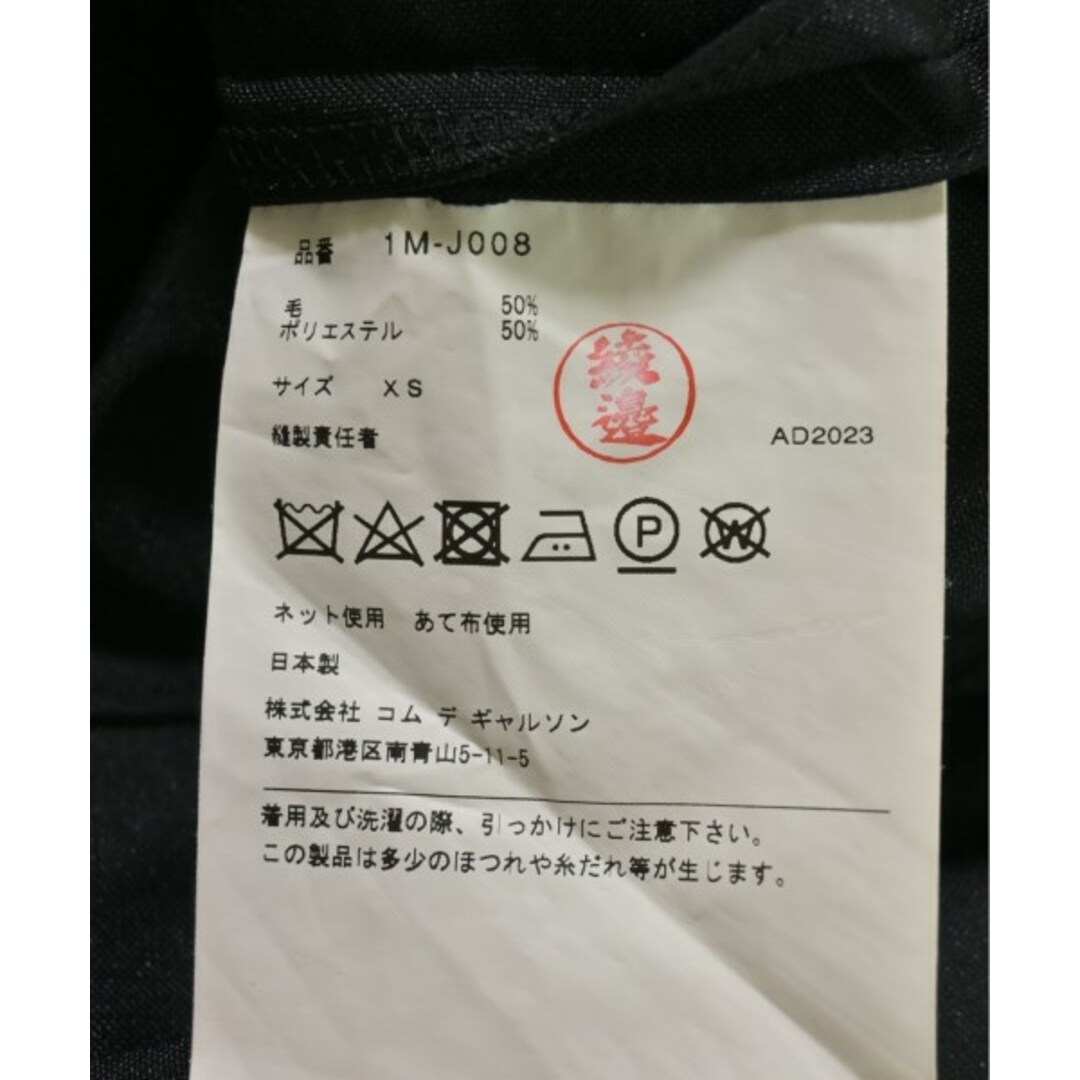 品番 1M-J008
毛 50%
ポリエステル 50%
綾邉
サイズ XS
縫製責任者 AD2023
P W
ネット使用 あて布使用
日本製
株式会社 コム デ ギャルソン
東京都港区南青山5-11-5
着用及び洗濯の際、引っかけにご注意下さい。
この製品は多少のほつれや糸だれ等が生じます。